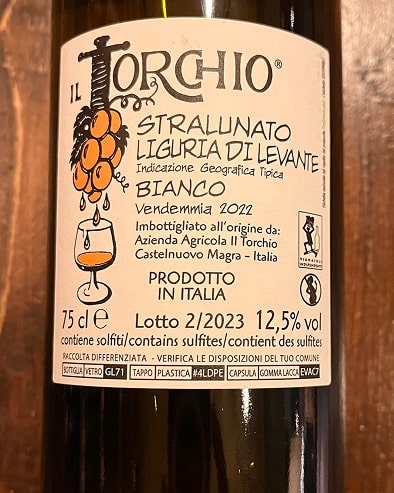 IL TORCHIO®
STRALUNATO
LIGURIA DI LEVANTE
Indicazione Geografica Tipica
BIANCO
Vendemmia 2022
Imbottigliato all'origine da:
Azienda Agricola Il Torchio
Castelnuovo Magra - Italia
PRODOTTO
IN ITALIA
VIGNAIOLI
INDIPENDENTI
75 cl e Lotto 2/2023 12,5% vol
contiene solfiti/contains sulfites/contient des sulfites
RACCOLTA DIFFERENZIATA - VERIFICA LE DISPOSIZIONI DEL TUO COMUNE
BOTTIGLIA VETRO GL71 TAPPO PLASTICA #4LDPE CAPSULA GOMMA LACCA EVAC7